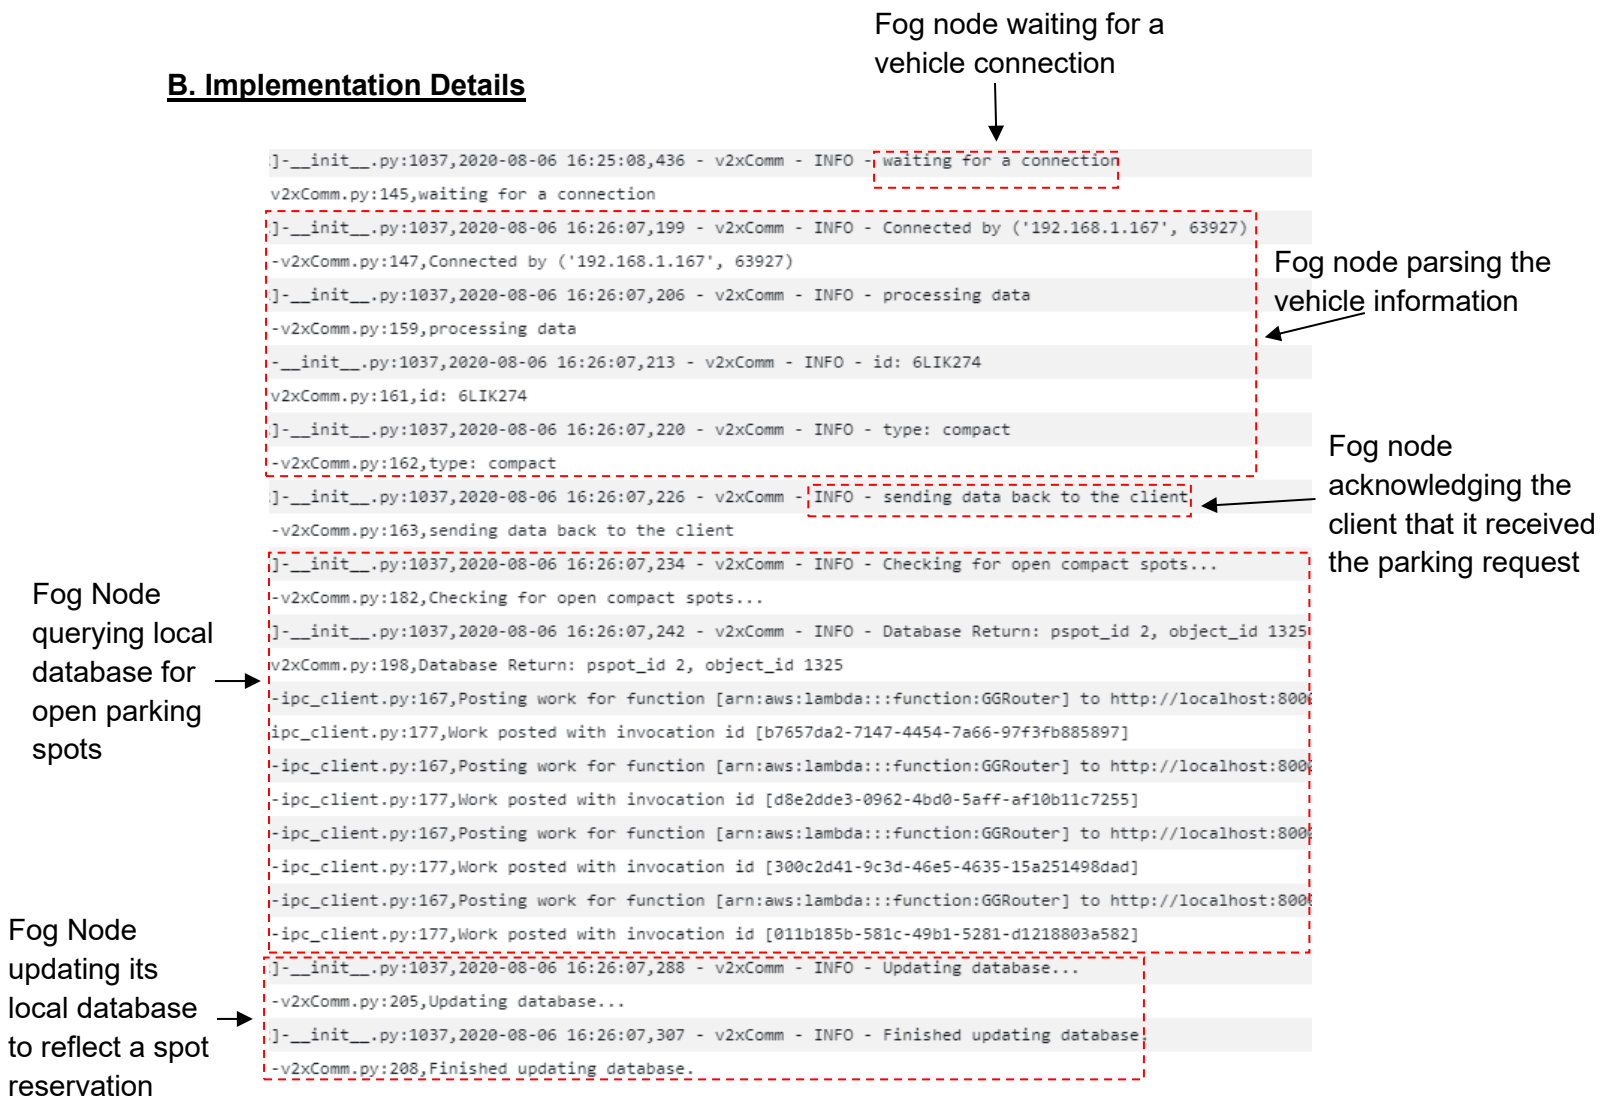 Fog node waiting for a
vehicle connection
B. Implementation Details
]-__init__.py:1037,2020-08-06 16:25:08,436 - v2xComm - INFO - waiting for a connection
v2xComm.py:145,waiting for a connection
]-__init__.py:1037,2020-08-06 16:26:07,199 - v2xComm - INFO - Connected by ('192.168.1.167', 63927)
-v2xComm.py:147,Connected by ('192.168.1.167', 63927)
]-__init__.py:1037,2020-08-06 16:26:07,206 - v2xComm - INFO - processing data
-v2xComm.py:159,processing data
-__init__.py:1037,2020-08-06 16:26:07,213 - v2xComm - INFO - id: 6LIK274
v2xComm.py:161,id: 6LIK274
]-__init__.py:1037,2020-08-06 16:26:07,220 - v2xComm - INFO - type: compact
-v2xComm.py:162,type: compact
Fog node parsing the
vehicle information
]-__init__.py:1037,2020-08-06 16:26:07,226 - v2xComm - INFO - sending data back to the client
-v2xComm.py:163,sending data back to the client
Fog node
acknowledging the
client that it received
the parking request
]-__init__.py:1037,2020-08-06 16:26:07,234 - v2xComm - INFO - Checking for open compact spots...
-v2xComm.py:182,Checking for open compact spots...
]-__init__.py:1037,2020-08-06 16:26:07,242 - v2xComm - INFO - Database Return: pspot_id 2, object_id 1325
v2xComm.py:198,Database Return: pspot_id 2, object_id 1325
-ipc_client.py:167,Posting work for function [arn:aws:lambda:::function:GGRouter] to http://localhost:8000
ipc_client.py:177,Work posted with invocation id [b7657da2-7147-4454-7a66-97f3fb885897]
-ipc_client.py:167,Posting work for function [arn:aws:lambda:::function:GGRouter] to http://localhost:8000
-ipc_client.py:177,Work posted with invocation id [d8e2dde3-0962-4bd0-5aff-af10b11c7255]
-ipc_client.py:167,Posting work for function [arn:aws:lambda:::function:GGRouter] to http://localhost:8000
-ipc_client.py:177,Work posted with invocation id [300c2d41-9c3d-46e5-4635-15a251498dad]
-ipc_client.py:167,Posting work for function [arn:aws:lambda:::function:GGRouter] to http://localhost:8000
-ipc_client.py:177,Work posted with invocation id [011b185b-581c-49b1-5281-d1218803a582]
Fog Node
querying local
database for
open parking
spots
]-__init__.py:1037,2020-08-06 16:26:07,288 - v2xComm - INFO - Updating database...
-v2xComm.py:205,Updating database...
]-__init__.py:1037,2020-08-06 16:26:07,307 - v2xComm - INFO - Finished updating database.
-v2xComm.py:208,Finished updating database.
Fog Node
updating its
local database
to reflect a spot
reservation